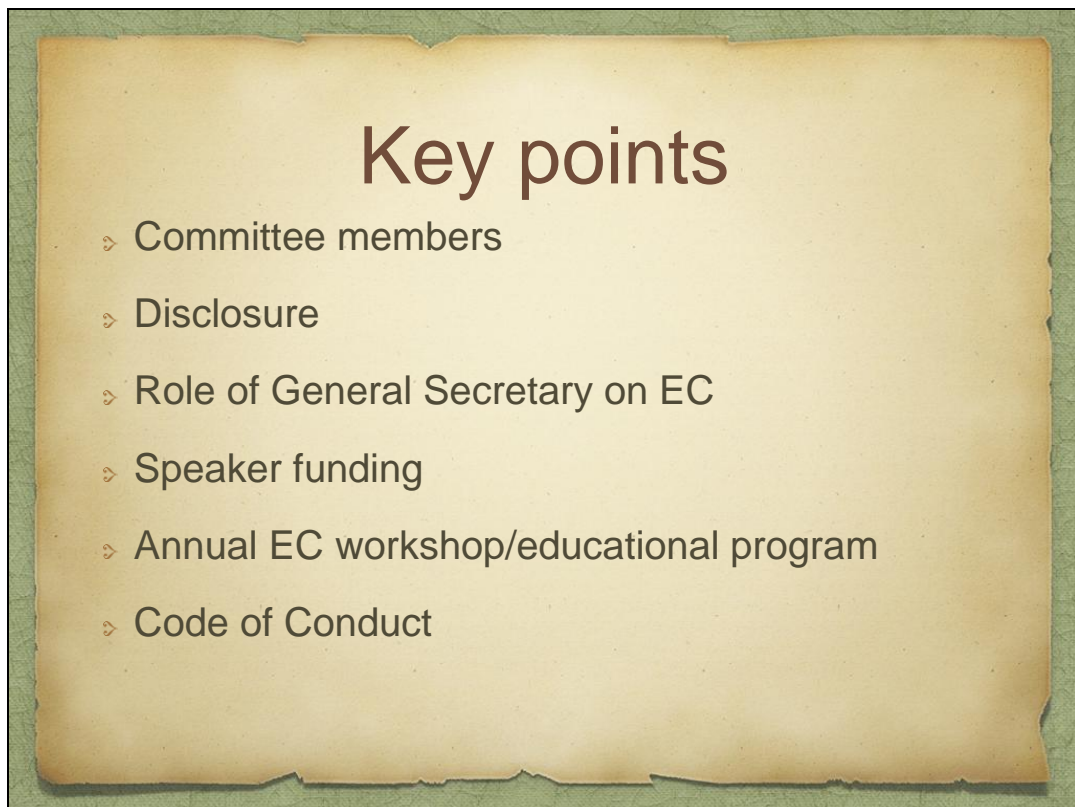 Key points
Committee members
Disclosure
Role of General Secretary on EC
Speaker funding
Annual EC workshop/educational program
Code of Conduct